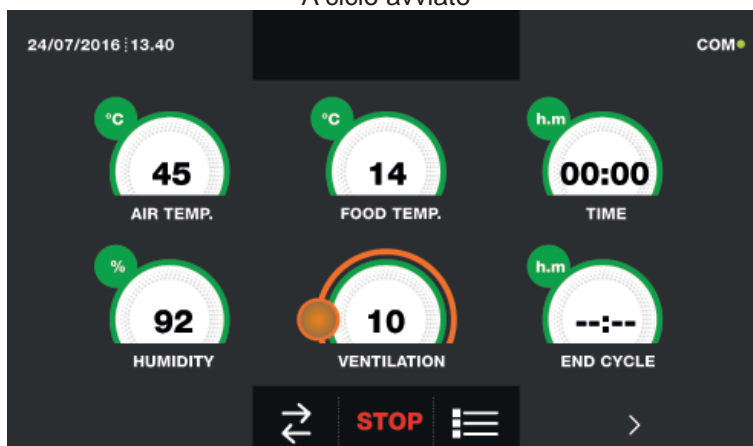 A ciclo avviato
24/07/2016 13.40
COM
°C
°C
h.m
45
14
00:00
AIR TEMP.
FOOD TEMP.
TIME
%
h.m
92
10
--:--
HUMIDITY
VENTILATION
END CYCLE
STOP
>